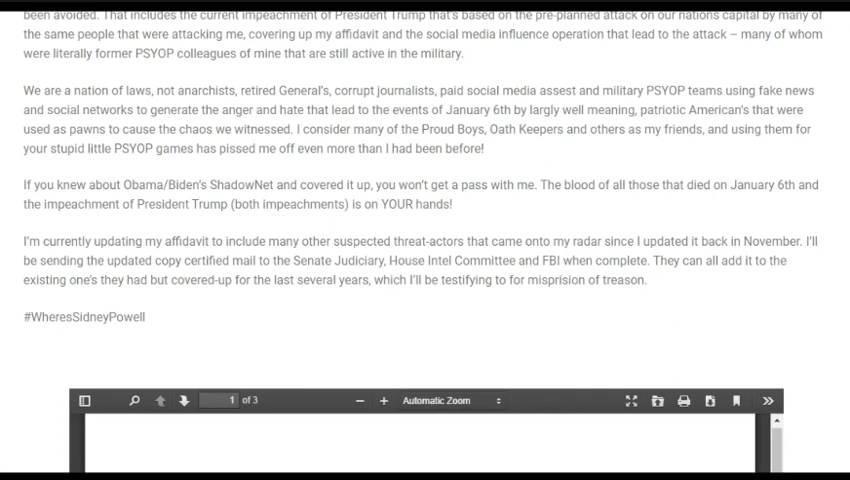 been avoided. That includes the current impeachment of President Trump that's based on the pre-planned attack on our nations capital by many of
the same people that were attacking me, covering up my affidavit and the social media influence operation that lead to the attack – many of whom
were literally former PSYOP colleagues of mine that are still active in the military.
We are a nation of laws, not anarchists, retired General's, corrupt journalists, paid social media assest and military PSYOP teams using fake news
and social networks to generate the anger and hate that lead to the events of January 6th by largely well meaning, patriotic American's that were
used as pawns to cause the chaos we witnessed. I consider many of the Proud Boys, Oath Keepers and others as my friends, and using them for
your stupid little PSYOP games has pissed me off even more than I had been before!
If you knew about Obama/Biden's ShadowNet and covered it up, you won't get a pass with me. The blood of all those that died on January 6th and
the impeachment of President Trump (both impeachments) is on YOUR hands!
I'm currently updating my affidavit to include many other suspected threat-actors that came onto my radar since I updated it back in November. I'll
be sending the updated copy certified mail to the Senate Judiciary, House Intel Committee and FBI when complete. They can all add it to the
existing one's they had but covered-up for the last several years, which I'll be testifying to for misprision of treason.
#WheresSidneyPowell
1 of 3 Automatic Zoom